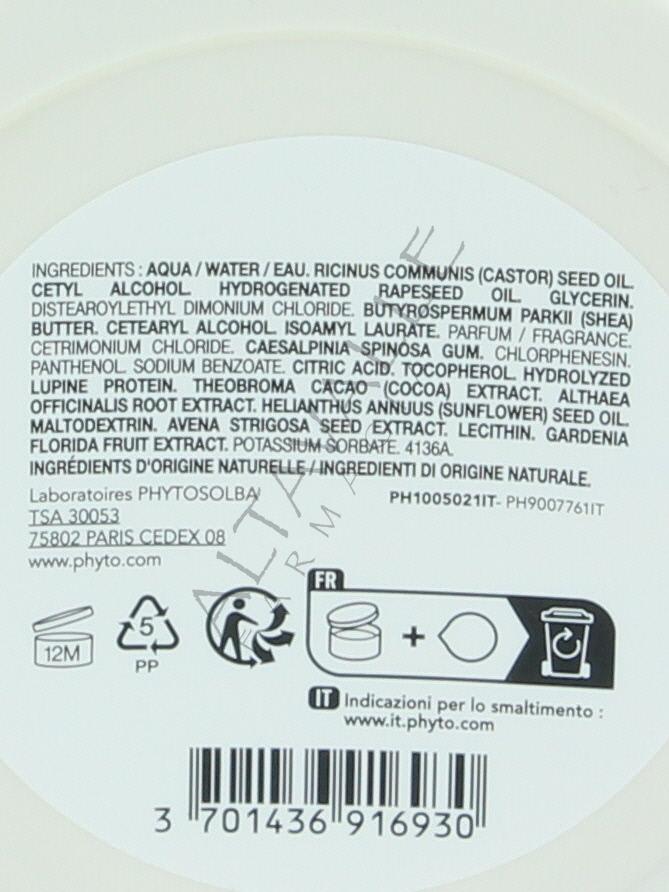 INGREDIENTS : AQUA / WATER / EAU. RICINUS COMMUNIS (CASTOR) SEED OIL.
CETYL ALCOHOL. HYDROGENATED RAPESEED OIL. GLYCERIN.
DISTEAROYLETHYL DIMONIUM CHLORIDE. BUTYROSPERMUM PARKII (SHEA)
BUTTER. CETEARYL ALCOHOL. ISOAMYL LAURATE. PARFUM / FRAGRANCE.
CETRIMONIUM CHLORIDE. CAESALPINIA SPINOSA GUM. CHLORPHENESIN.
PANTHENOL. SODIUM BENZOATE. CITRIC ACID. TOCOPHEROL. HYDROLYZED
LUPINE PROTEIN. THEOBROMA CACAO (COCOA) EXTRACT. ALTHAEA
OFFICINALIS ROOT EXTRACT. HELIANTHUS ANNUUS (SUNFLOWER) SEED OIL.
MALTODEXTRIN. AVENA STRIGOSA SEED EXTRACT. LECITHIN. GARDENIA
FLORIDA FRUIT EXTRACT. POTASSIUM SORBATE. 4136A.
INGRÉDIENTS D'ORIGINE NATURELLE / INGREDIENTI DI ORIGINE NATURALE.
Laboratoires PHYTOSOLBA PH1005021IT- PH9007761IT
TSA 30053
75802 PARIS CEDEX 08
www.phyto.com
FR
12M
5
PP
+
IT Indicazioni per lo smaltimento :
www.it.phyto.com
3 701436 916930